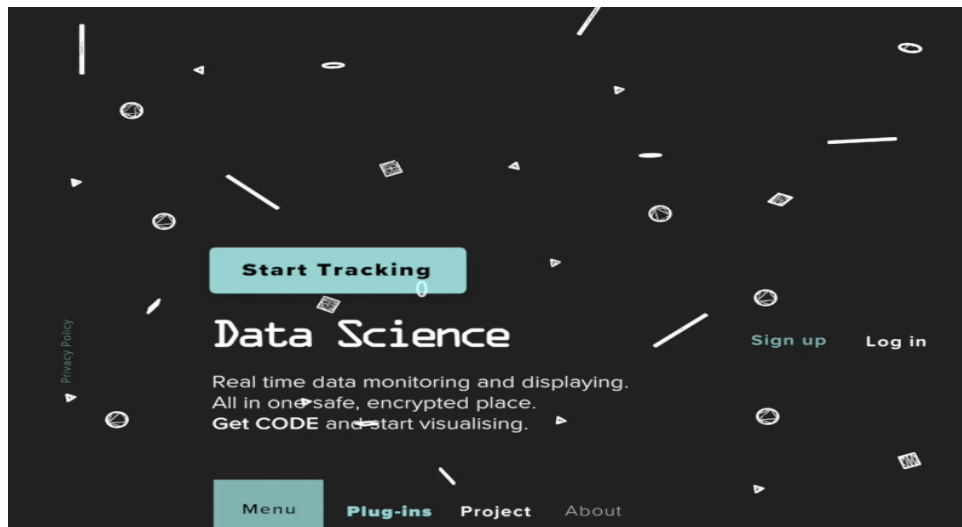 Start Tracking
Data Science
Sign up
Log in
Privacy Policy
Real time data monitoring and displaying.
All in one safe, encrypted place.
Get CODE and start visualising.
Menu
Plug-ins
Project
About